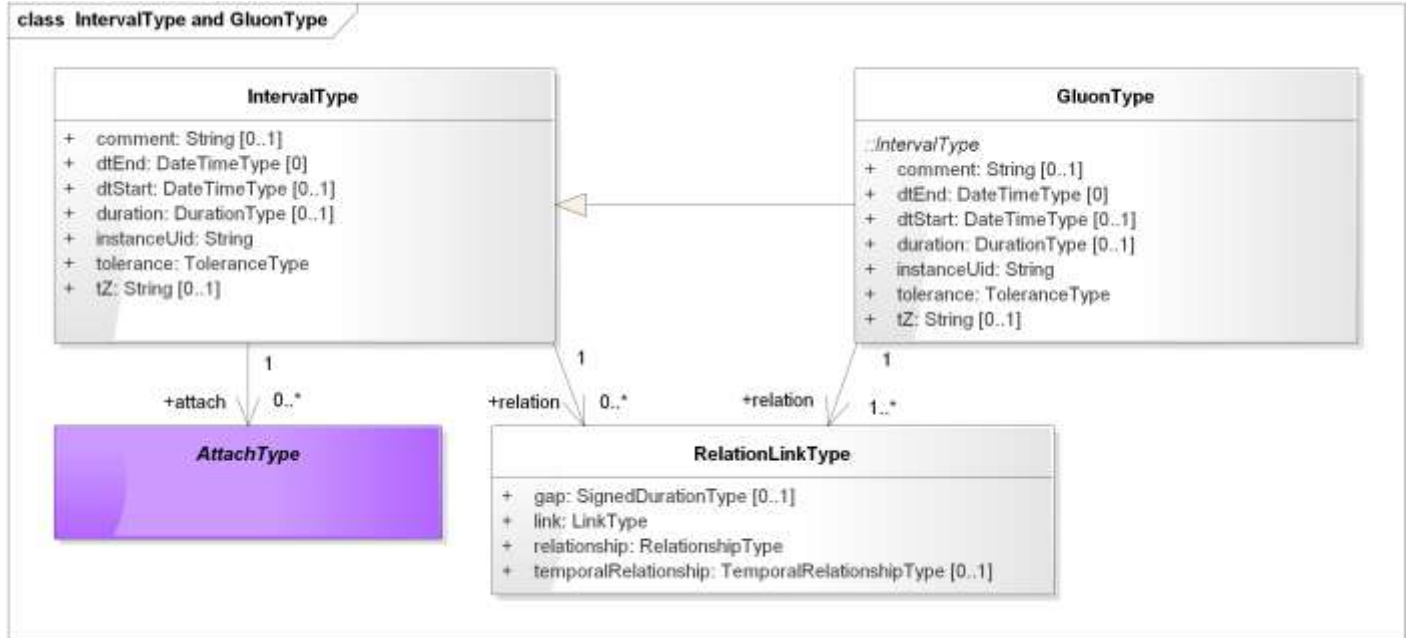 class IntervalType and GluonType
IntervalType
+ comment: String [0..1]
+ dtEnd: DateTimeType [0]
+ dtStart: DateTimeType [0..1]
+ duration: DurationType [0..1]
+ instanceUid: String
+ tolerance: ToleranceType
+ tZ: String [0..1]
GluonType
::IntervalType
+ comment: String [0..1]
+ dtEnd: DateTimeType [0]
+ dtStart: DateTimeType [0..1]
+ duration: DurationType [0..1]
+ instanceUid: String
+ tolerance: ToleranceType
+ tZ: String [0..1]
1
+attach 0..*
1
+relation 0..*
1
+relation 1..*
AttachType
RelationLinkType
+ gap: SignedDurationType [0..1]
+ link: LinkType
+ relationship: RelationshipType
+ temporalRelationship: TemporalRelationshipType [0..1]